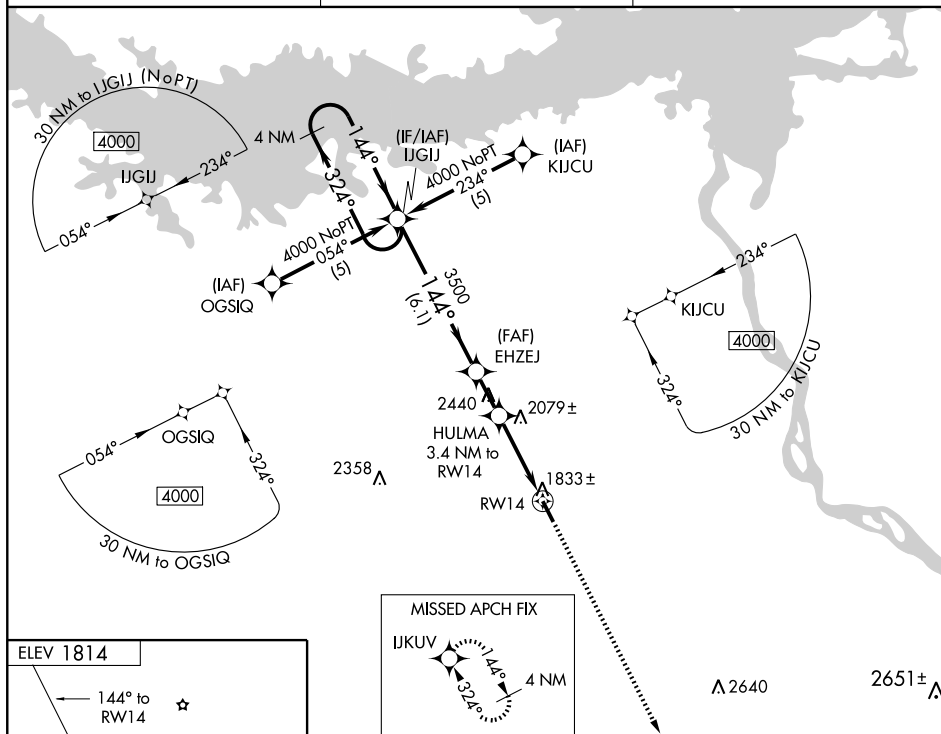 30 NM to IJGIJ (NoPT)
4000
IJGIJ
234°
054°
4 NM
144°
324°
(IF/IAF)
IJGIJ
4000 NoPT
234°
(5)
(IAF)
KIJCU
4000 NoPT
054°
(5)
(IAF)
OGSIQ
3500
144°
(6.1)
(FAF)
EHZEJ
2440
2079±
HULMA
3.4 NM to
RW14
1833±
RW14
2358
234°
KIJCU
4000
324°
30 NM to KIJCU
054°
OGSIQ
324°
4000
30 NM to OGSIQ
MISSED APCH FIX
IJKUV
144°
324°
4 NM
2640
2651±
ELEV 1814
144° to
RW14